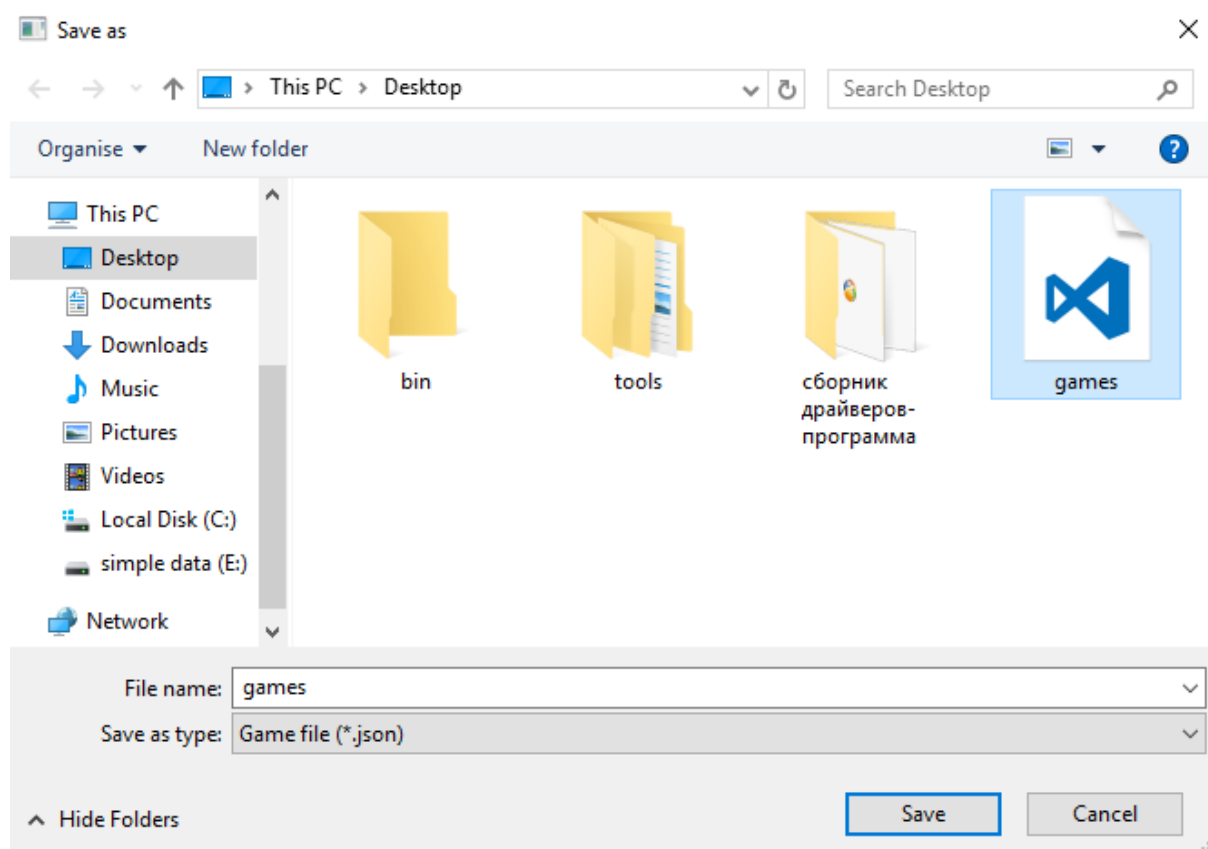 Save as
This PC > Desktop
Search Desktop
Organise
New folder
This PC
Desktop
Documents
Downloads
Music
Pictures
Videos
Local Disk (C:)
simple data (E:)
Network
bin
tools
сборник
драйверов-
программа
games
File name: games
Save as type: Game file (*.json)
Hide Folders
Save
Cancel